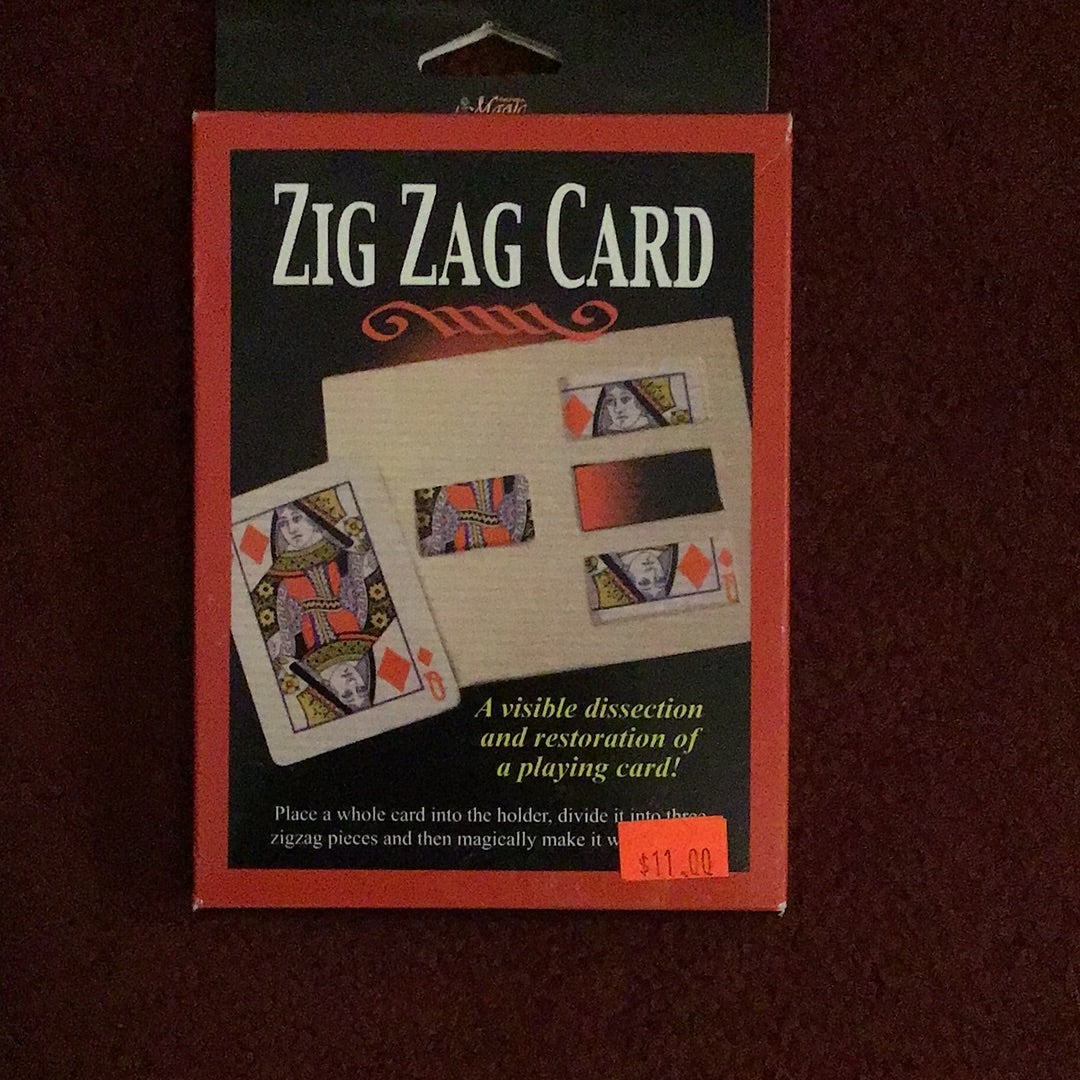 Magic
ZIG ZAG CARD
Q
Q
A visible dissection
and restoration of
a playing card!
Place a whole card into the holder, divide it into three
zigzag pieces and then magically make it
$11.00